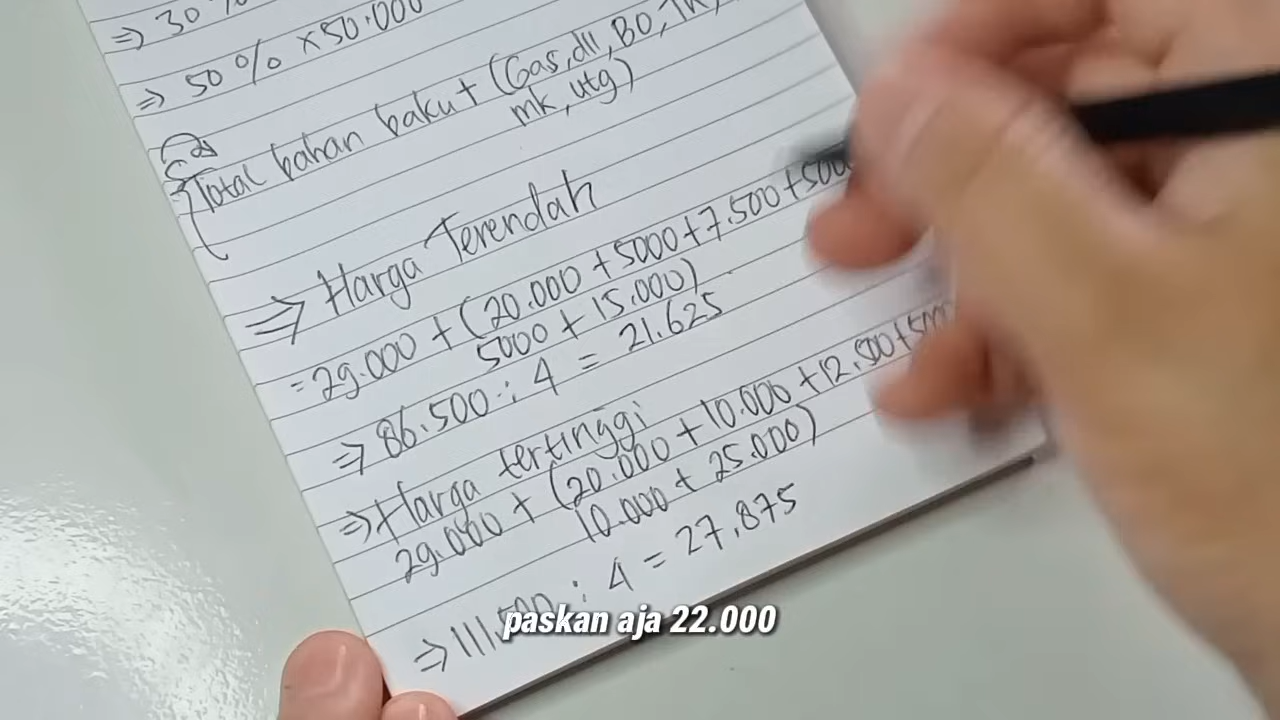 ⇒ 30%
⇒ 50% x 50.000
Total bahan baku + (Gas, dll, BO, TK,
mk, utg)
⇒ Harga Terendah
= 29.000 + (20.000 + 5000 + 7.500 + 500
5000 + 15.000)
⇒ 86.500 : 4 = 21.625
⇒ Harga tertinggi
29.000 + (20.000 + 10.000 + 12.500 + 500
10.000 + 25.000)
⇒ 111.500 : 4 = 27,875
paskan aja 22.000